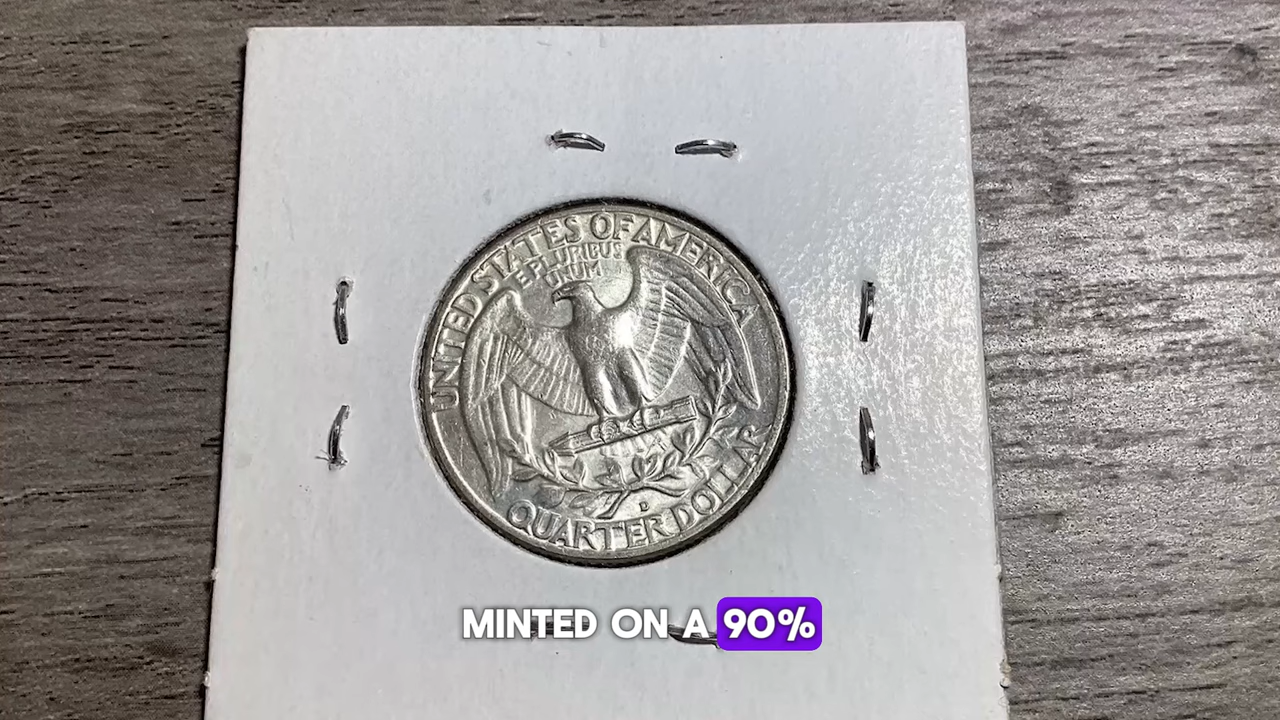 UNITED STATES OF AMERICA
E PLURIBUS
UNUM
D
QUARTER DOLLAR
MINTED ON A 90%